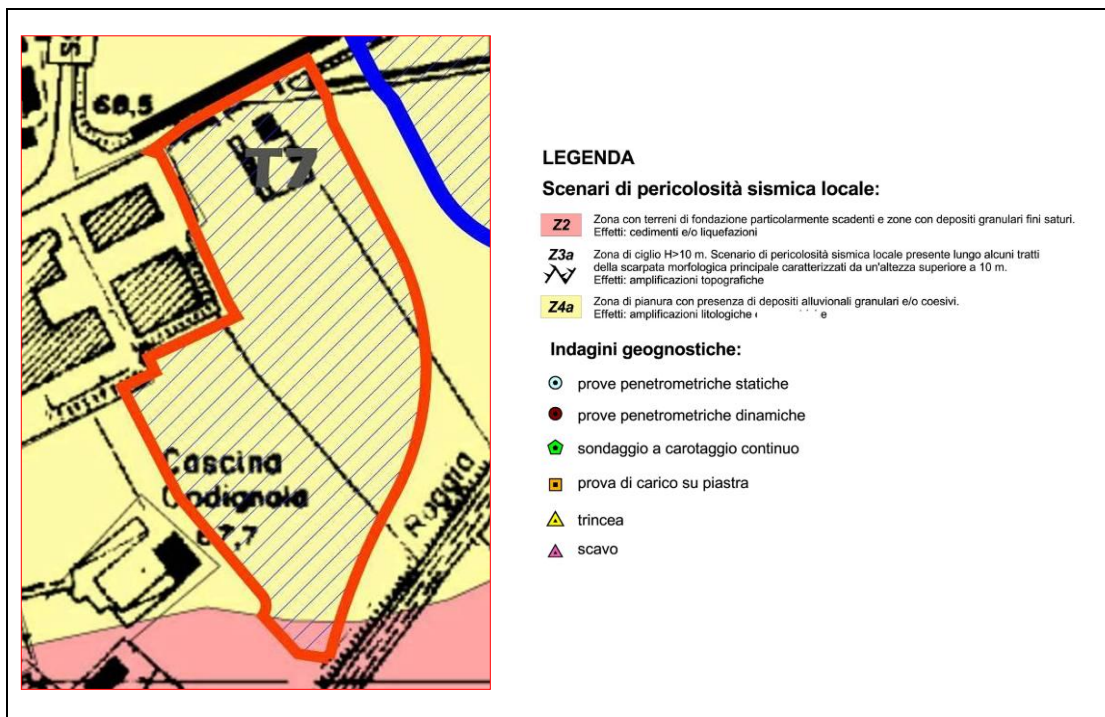 68,5
T7
Cascina
Codignola
67,7
Roggia
LEGENDA
Scenari di pericolosità sismica locale:
Z2
Zona con terreni di fondazione particolarmente scadenti e zone con depositi granulari fini saturi.
Effetti: cedimenti e/o liquefazioni
Z3a
Zona di ciglio H>10 m. Scenario di pericolosità sismica locale presente lungo alcuni tratti
della scarpata morfologica principale caratterizzati da un'altezza superiore a 10 m.
Effetti: amplificazioni topografiche
Z4a
Zona di pianura con presenza di depositi alluvionali granulari e/o coesivi.
Effetti: amplificazioni litologiche
Indagini geognostiche:
prove penetrometriche statiche
prove penetrometriche dinamiche
sondaggio a carotaggio continuo
prova di carico su piastra
trincea
scavo